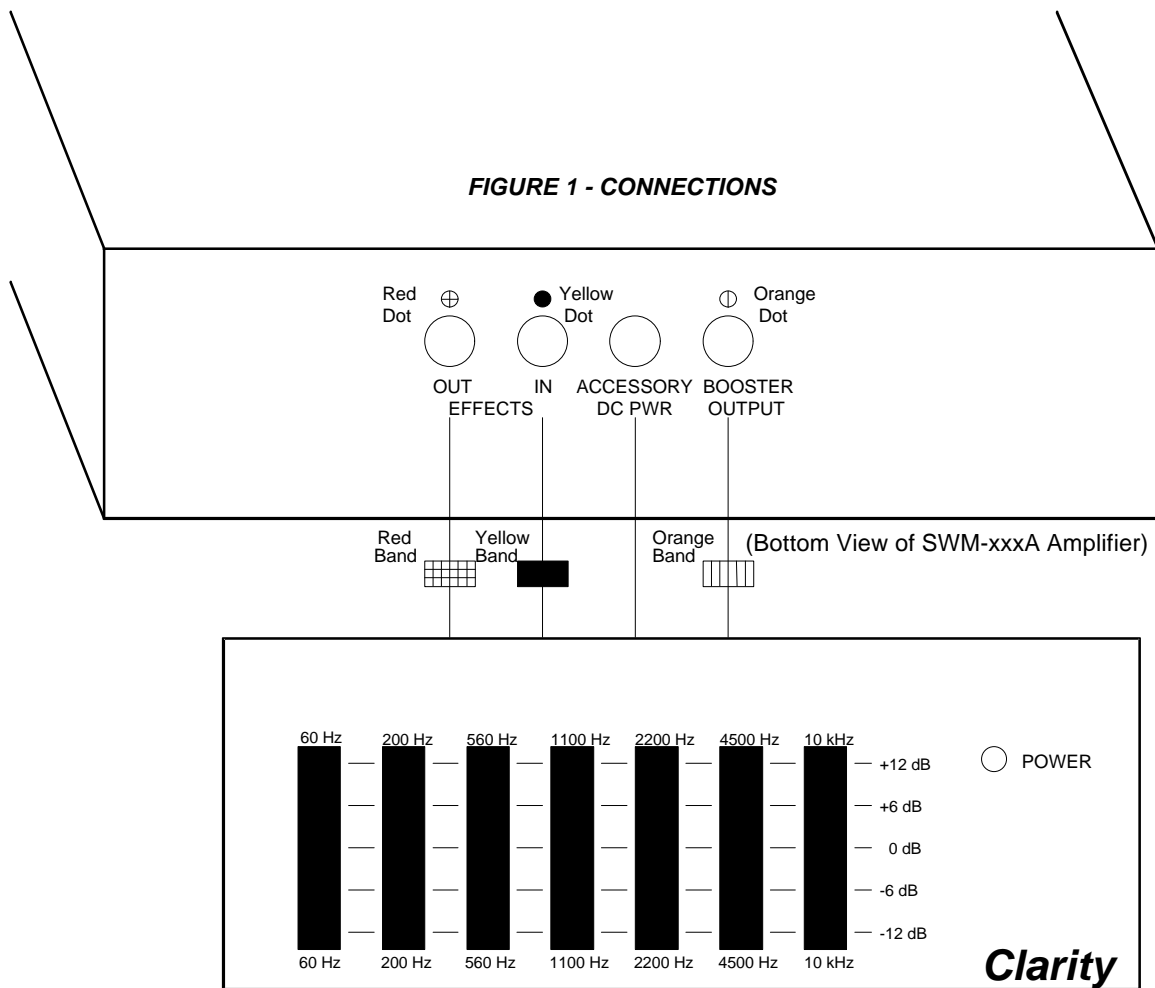 FIGURE 1 - CONNECTIONS
Red Dot
Yellow Dot
Orange Dot
OUT IN ACCESSORY BOOSTER
EFFECTS DC PWR OUTPUT
Red Band
Yellow Band
Orange Band
(Bottom View of SWM-xxxA Amplifier)
60 Hz 200 Hz 560 Hz 1100 Hz 2200 Hz 4500 Hz 10 kHz
+12 dB
POWER
+6 dB
0 dB
-6 dB
-12 dB
60 Hz 200 Hz 560 Hz 1100 Hz 2200 Hz 4500 Hz 10 kHz
Clarity